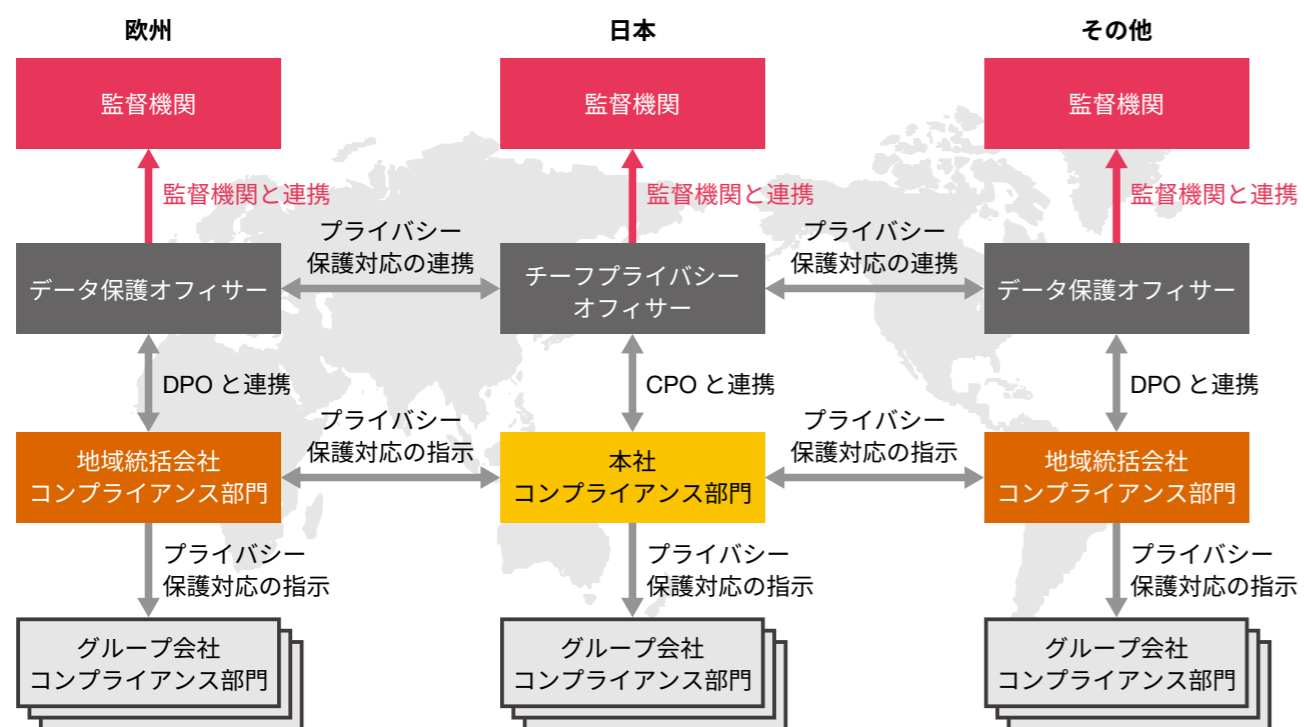 欧州
日本
その他
監督機関
監督機関
監督機関
監督機関と連携
監督機関と連携
監督機関と連携
プライバシー
保護対応の連携
プライバシー
保護対応の連携
データ保護オフィサー
チーフプライバシー
オフィサー
データ保護オフィサー
DPO と連携
CPO と連携
DPO と連携
プライバシー
保護対応の指示
プライバシー
保護対応の指示
地域統括会社
コンプライアンス部門
本社
コンプライアンス部門
地域統括会社
コンプライアンス部門
プライバシー
保護対応の指示
プライバシー
保護対応の指示
プライバシー
保護対応の指示
グループ会社
コンプライアンス部門
グループ会社
コンプライアンス部門
グループ会社
コンプライアンス部門